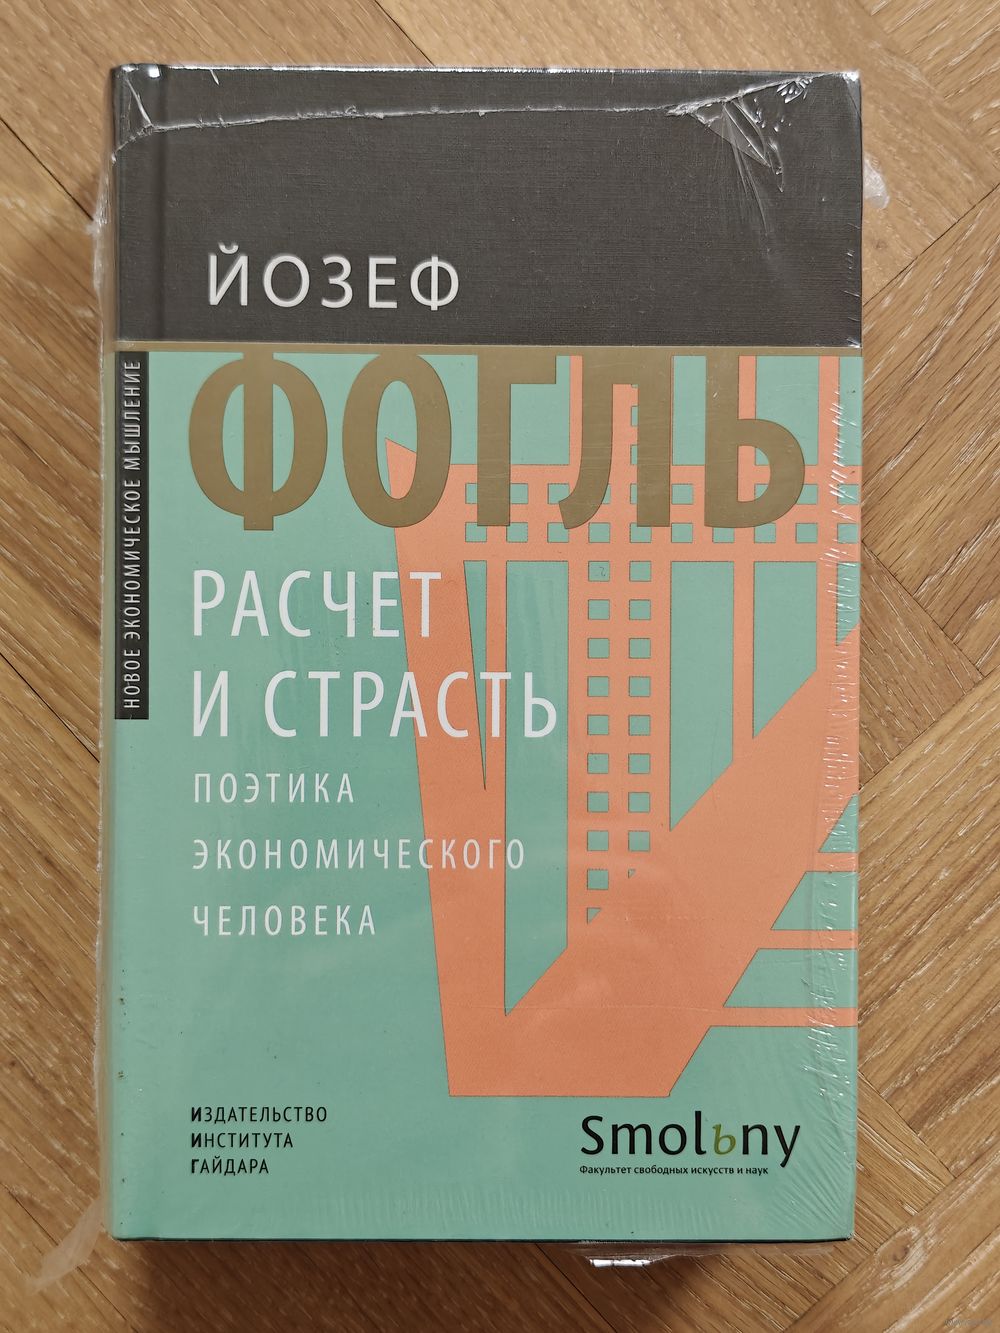 ЙОЗЕФ
ФОГЛЬ
НОВОЕ ЭКОНОМИЧЕСКОЕ МЫШЛЕНИЕ
РАСЧЕТ
И СТРАСТЬ
ПОЭТИКА
ЭКОНОМИЧЕСКОГО
ЧЕЛОВЕКА
ИЗДАТЕЛЬСТВО
ИНСТИТУТА
ГАЙДАРА
Smolьny
Факультет свободных искусств и наук